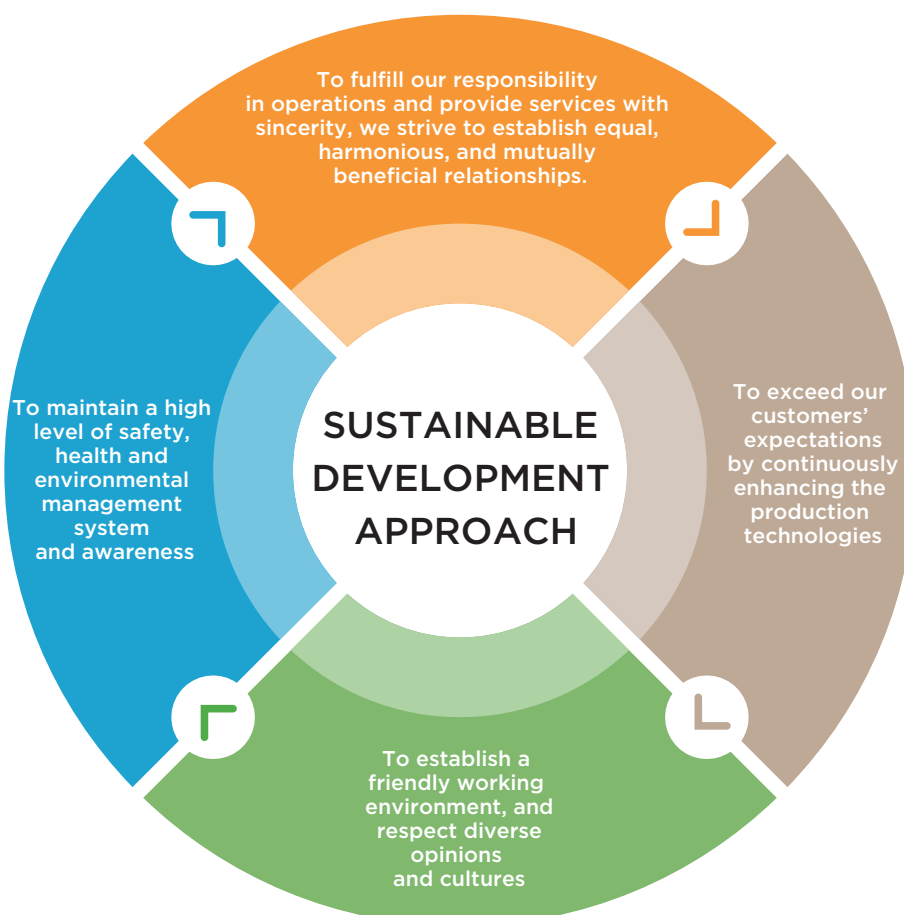 To fulfill our responsibility
in operations and provide services with
sincerity, we strive to establish equal,
harmonious, and mutually
beneficial relationships.
To maintain a high
level of safety,
health and
environmental
management
system
and awareness
SUSTAINABLE
DEVELOPMENT
APPROACH
To exceed our
customers’
expectations
by continuously
enhancing the
production
technologies
To establish a
friendly working
environment, and
respect diverse
opinions
and cultures